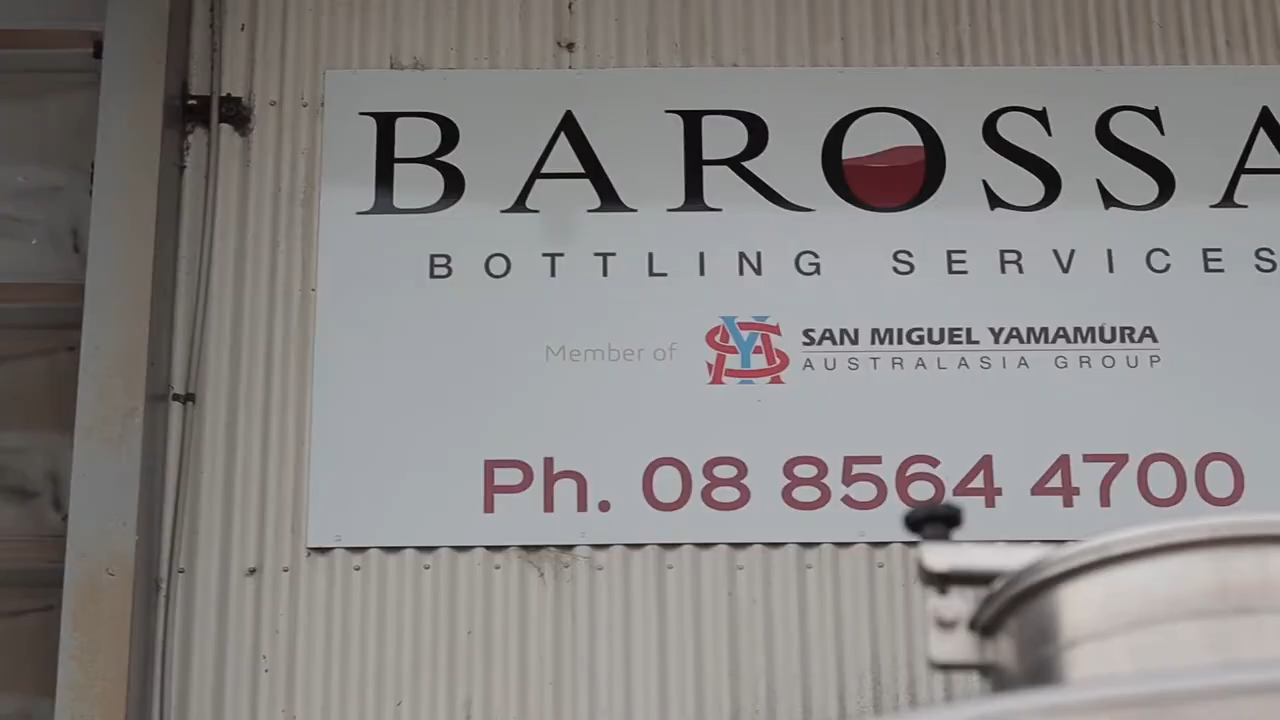 BAROSSA
BOTTLING SERVICES
Member of
SAN MIGUEL YAMAMURA
AUSTRALASIA GROUP
Ph. 08 8564 4700